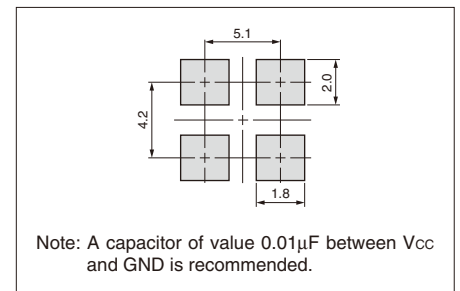 5.1
2.0
4.2
1.8
Note: A capacitor of value 0.01μF between Vcc
and GND is recommended.